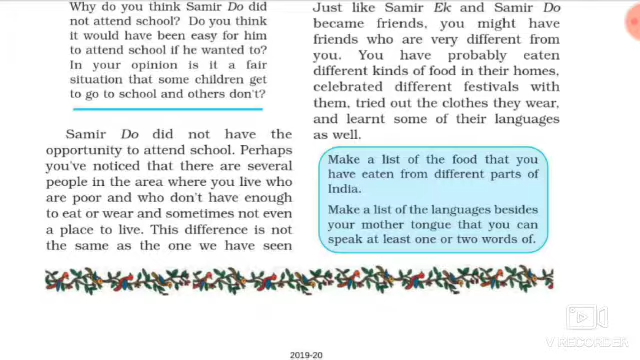 Why do you think Samir Do did
not attend school? Do you think
it would have been easy for him
to attend school if he wanted to?
In your opinion is it a fair
situation that some children get
to go to school and others don't?
Samir Do did not have the
opportunity to attend school. Perhaps
you've noticed that there are several
people in the area where you live who
are poor and who don't have enough
to eat or wear and sometimes not even
a place to live. This difference is not
the same as the one we have seen
Just like Samir Ek and Samir Do
became friends, you might have
friends who are very different from
you. You have probably eaten
different kinds of food in their homes,
celebrated different festivals with
them, tried out the clothes they wear,
and learnt some of their languages
as well.
Make a list of the food that you
have eaten from different parts of
India.
Make a list of the languages besides
your mother tongue that you can
speak at least one or two words of.
2019-20
V RECORDER